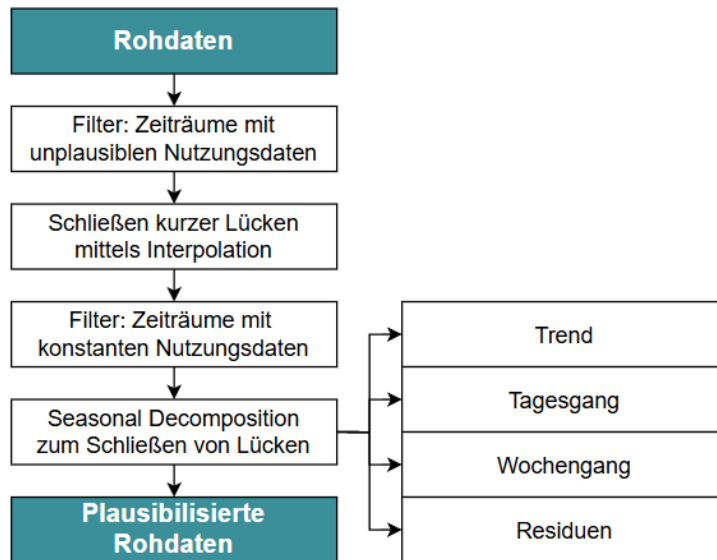 Rohdaten
Filter: Zeiträume mit
unplausiblen Nutzungsdaten
Schließen kurzer Lücken
mittels Interpolation
Filter: Zeiträume mit
konstanten Nutzungsdaten
Seasonal Decomposition
zum Schließen von Lücken
Plausibilisierte
Rohdaten
Trend
Tagesgang
Wochengang
Residuen